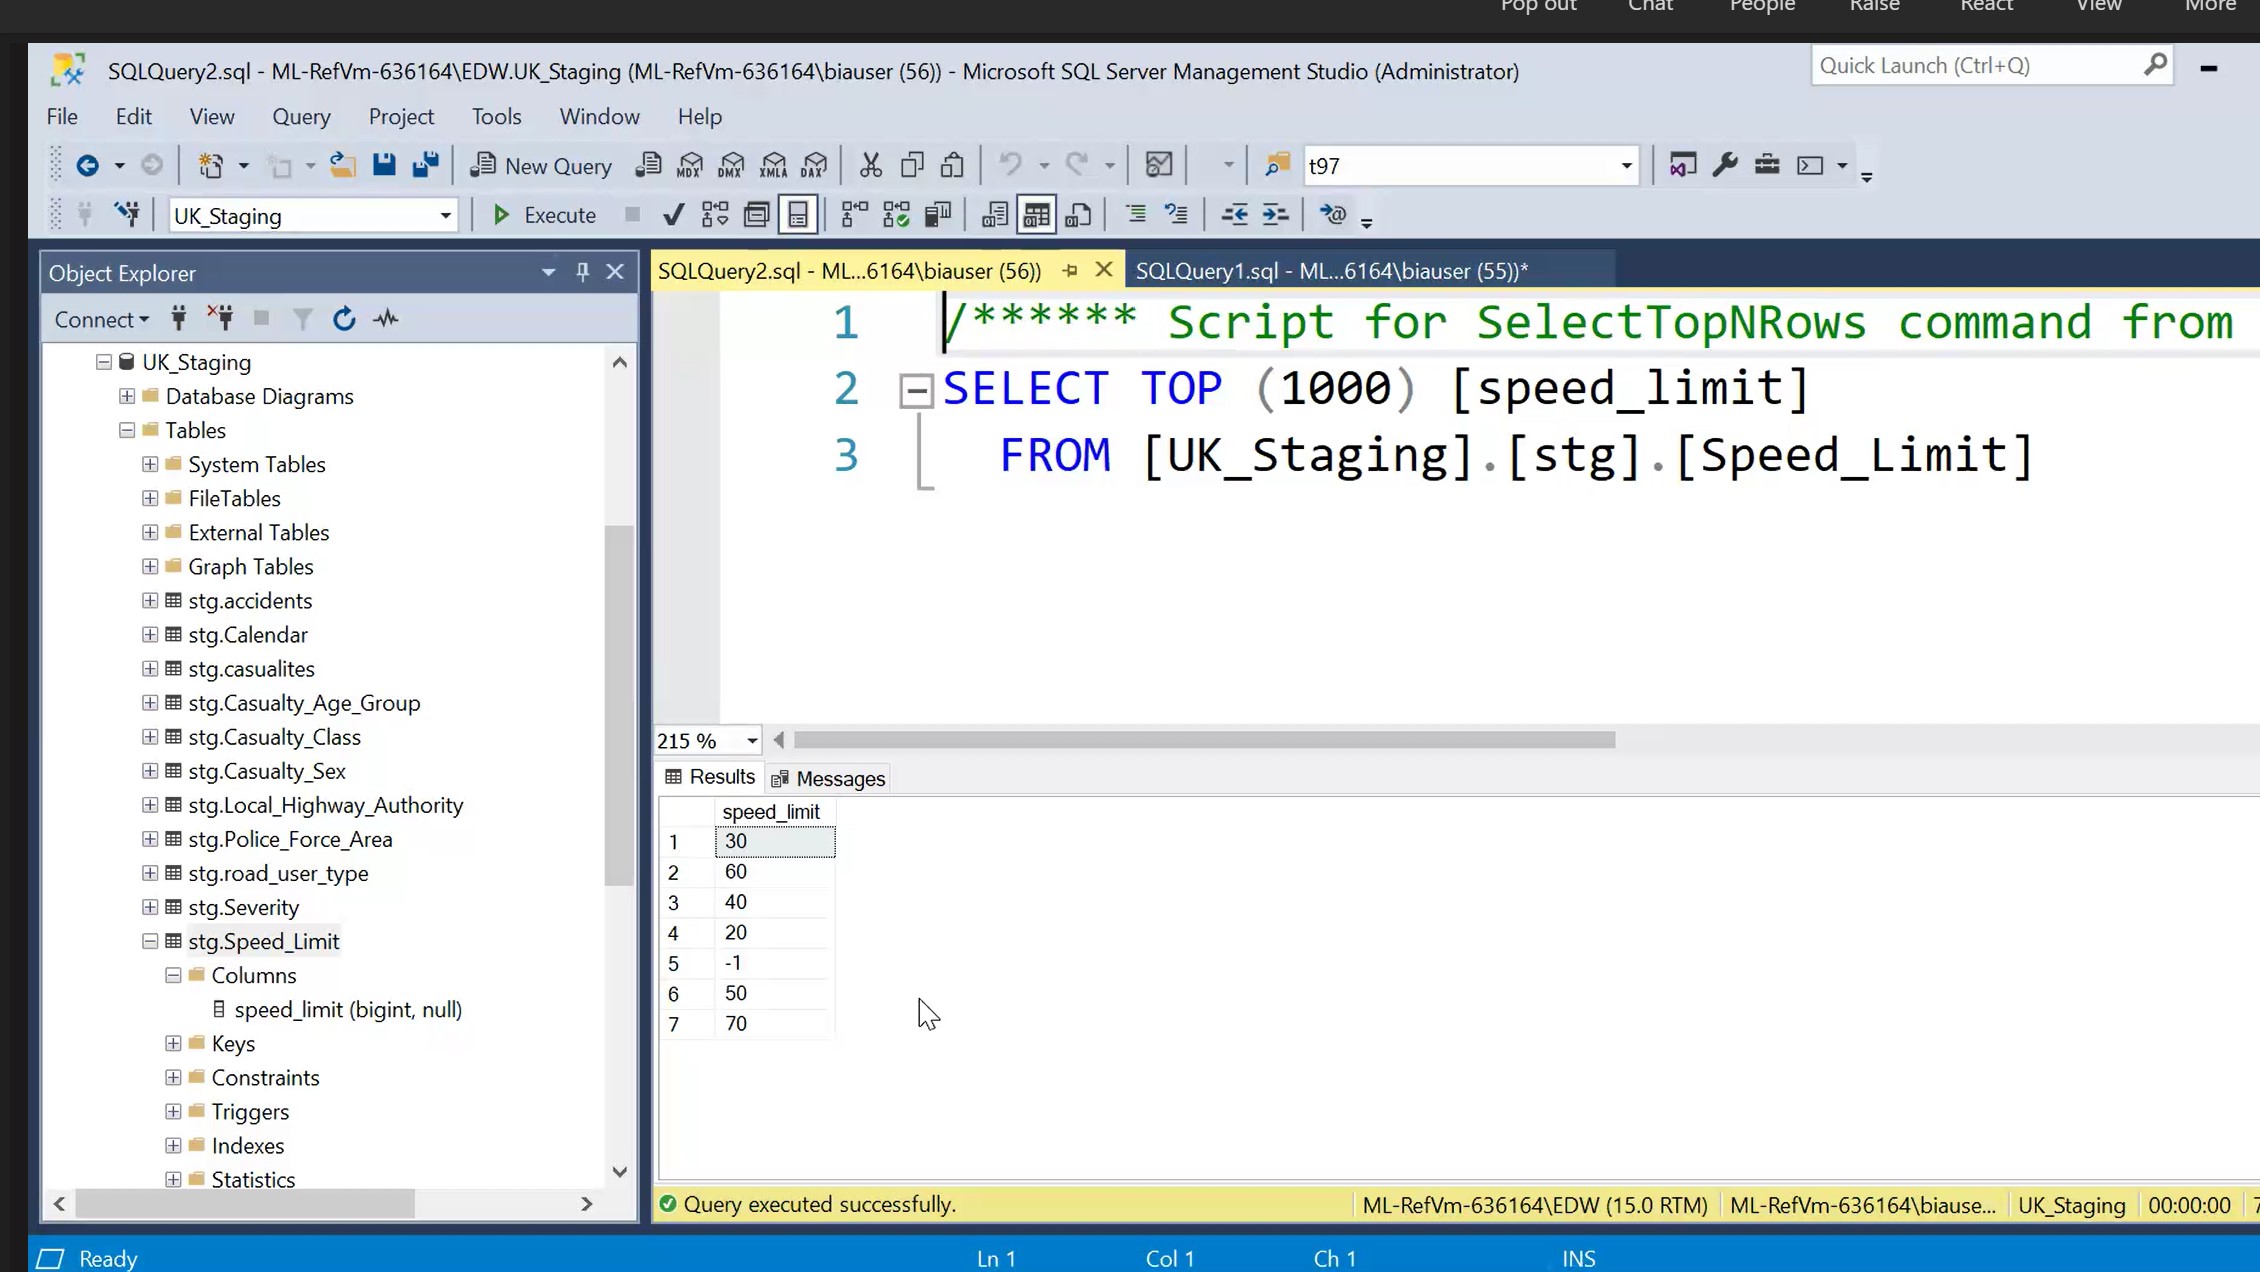 Pop out Chat People Raise React View More
SQLQuery2.sql - ML-RefVm-636164\EDW.UK_Staging (ML-RefVm-636164\biauser (56)) - Microsoft SQL Server Management Studio (Administrator)
Quick Launch (Ctrl+Q)
File Edit View Query Project Tools Window Help
New Query MDX DMX XMLA DAX t97
UK_Staging Execute
Object Explorer
SQLQuery2.sql - ML...6164\biauser (56)) SQLQuery1.sql - ML...6164\biauser (55))*
Connect
UK_Staging
Database Diagrams
Tables
System Tables
FileTables
External Tables
Graph Tables
stg.accidents
stg.Calendar
stg.casualites
stg.Casualty_Age_Group
stg.Casualty_Class
stg.Casualty_Sex
stg.Local_Highway_Authority
stg.Police_Force_Area
stg.road_user_type
stg.Severity
stg.Speed_Limit
Columns
speed_limit (bigint, null)
Keys
Constraints
Triggers
Indexes
Statistics
1 /****** Script for SelectTopNRows command from
2 SELECT TOP (1000) [speed_limit]
3 FROM [UK_Staging].[stg].[Speed_Limit]
215 %
Results Messages
speed_limit
1 30
2 60
3 40
4 20
5 -1
6 50
7 70
Query executed successfully. ML-RefVm-636164\EDW (15.0 RTM) ML-RefVm-636164\biause... UK_Staging 00:00:00
Ready Ln 1 Col 1 Ch 1 INS